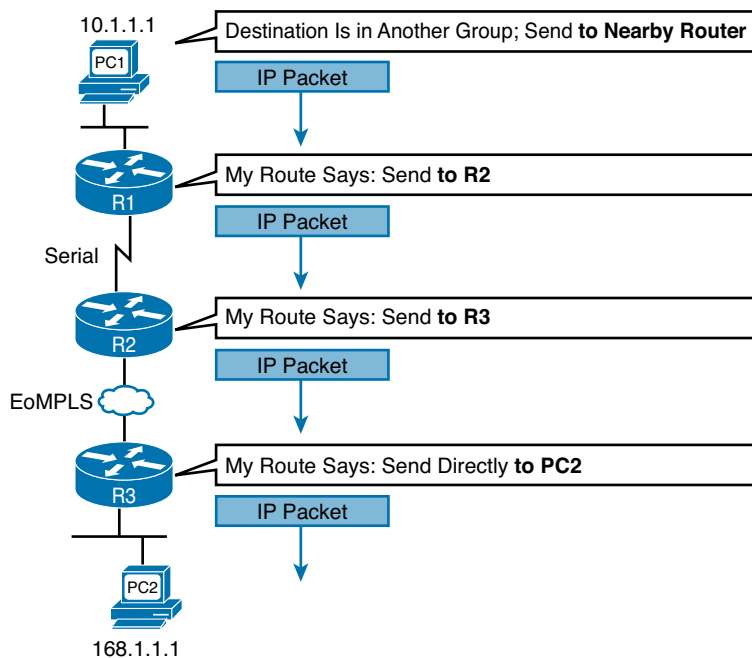 10.1.1.1
Destination Is in Another Group; Send to Nearby Router
PC1
IP Packet
My Route Says: Send to R2
R1
IP Packet
Serial
My Route Says: Send to R3
R2
IP Packet
EoMPLS
My Route Says: Send Directly to PC2
R3
IP Packet
PC2
168.1.1.1